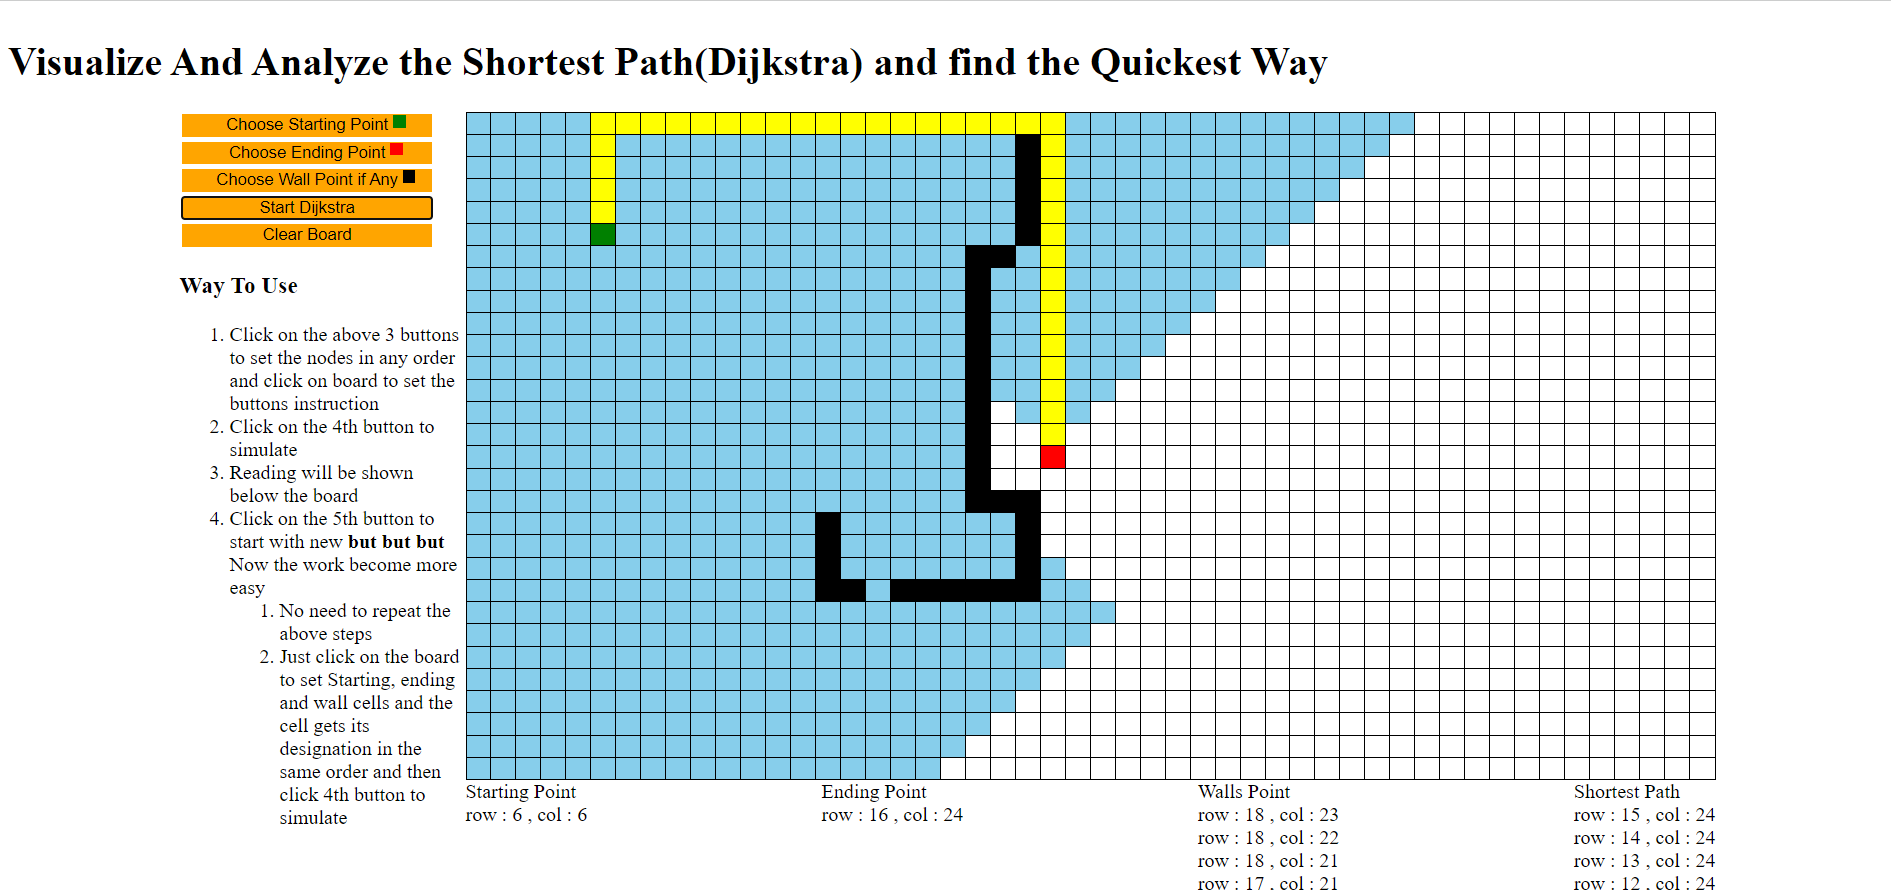 Visualize And Analyze the Shortest Path(Dijkstra) and find the Quickest Way
Choose Starting Point
Choose Ending Point
Choose Wall Point if Any
Start Dijkstra
Clear Board
Way To Use
1. Click on the above 3 buttons
to set the nodes in any order
and click on board to set the
buttons instruction
2. Click on the 4th button to
simulate
3. Reading will be shown
below the board
4. Click on the 5th button to
start with new but but but
Now the work become more
easy
1. No need to repeat the
above steps
2. Just click on the board
to set Starting, ending
and wall cells and the
cell gets its
designation in the
same order and then
click 4th button to
simulate
Starting Point
row : 6 , col : 6
Ending Point
row : 16 , col : 24
Walls Point
row : 18 , col : 23
row : 18 , col : 22
row : 18 , col : 21
row : 17 , col : 21
Shortest Path
row : 15 , col : 24
row : 14 , col : 24
row : 13 , col : 24
row : 12 , col : 24